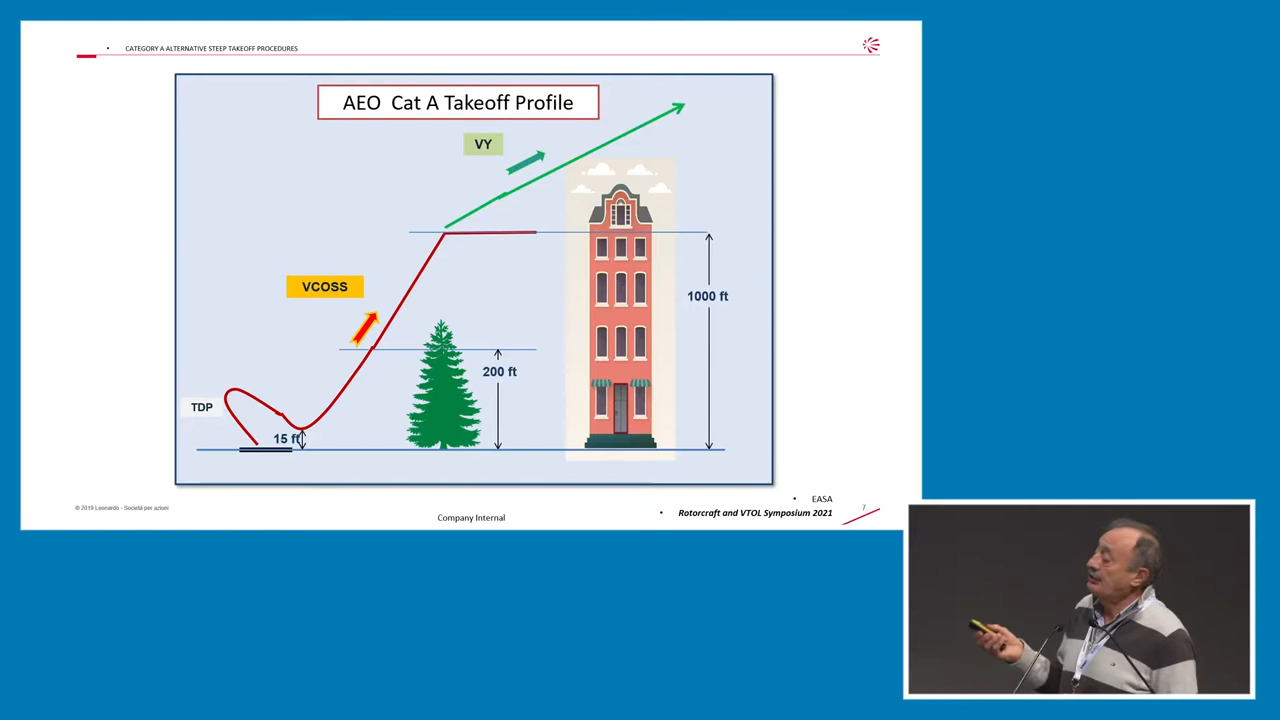 • CATEGORY A ALTERNATIVE STEEP TAKEOFF PROCEDURES
AEO Cat A Takeoff Profile
VY
VCOSS
1000 ft
200 ft
TDP
15 ft
• EASA
© 2019 Leonardo - Società per azioni
7
Company Internal
• Rotorcraft and VTOL Symposium 2021